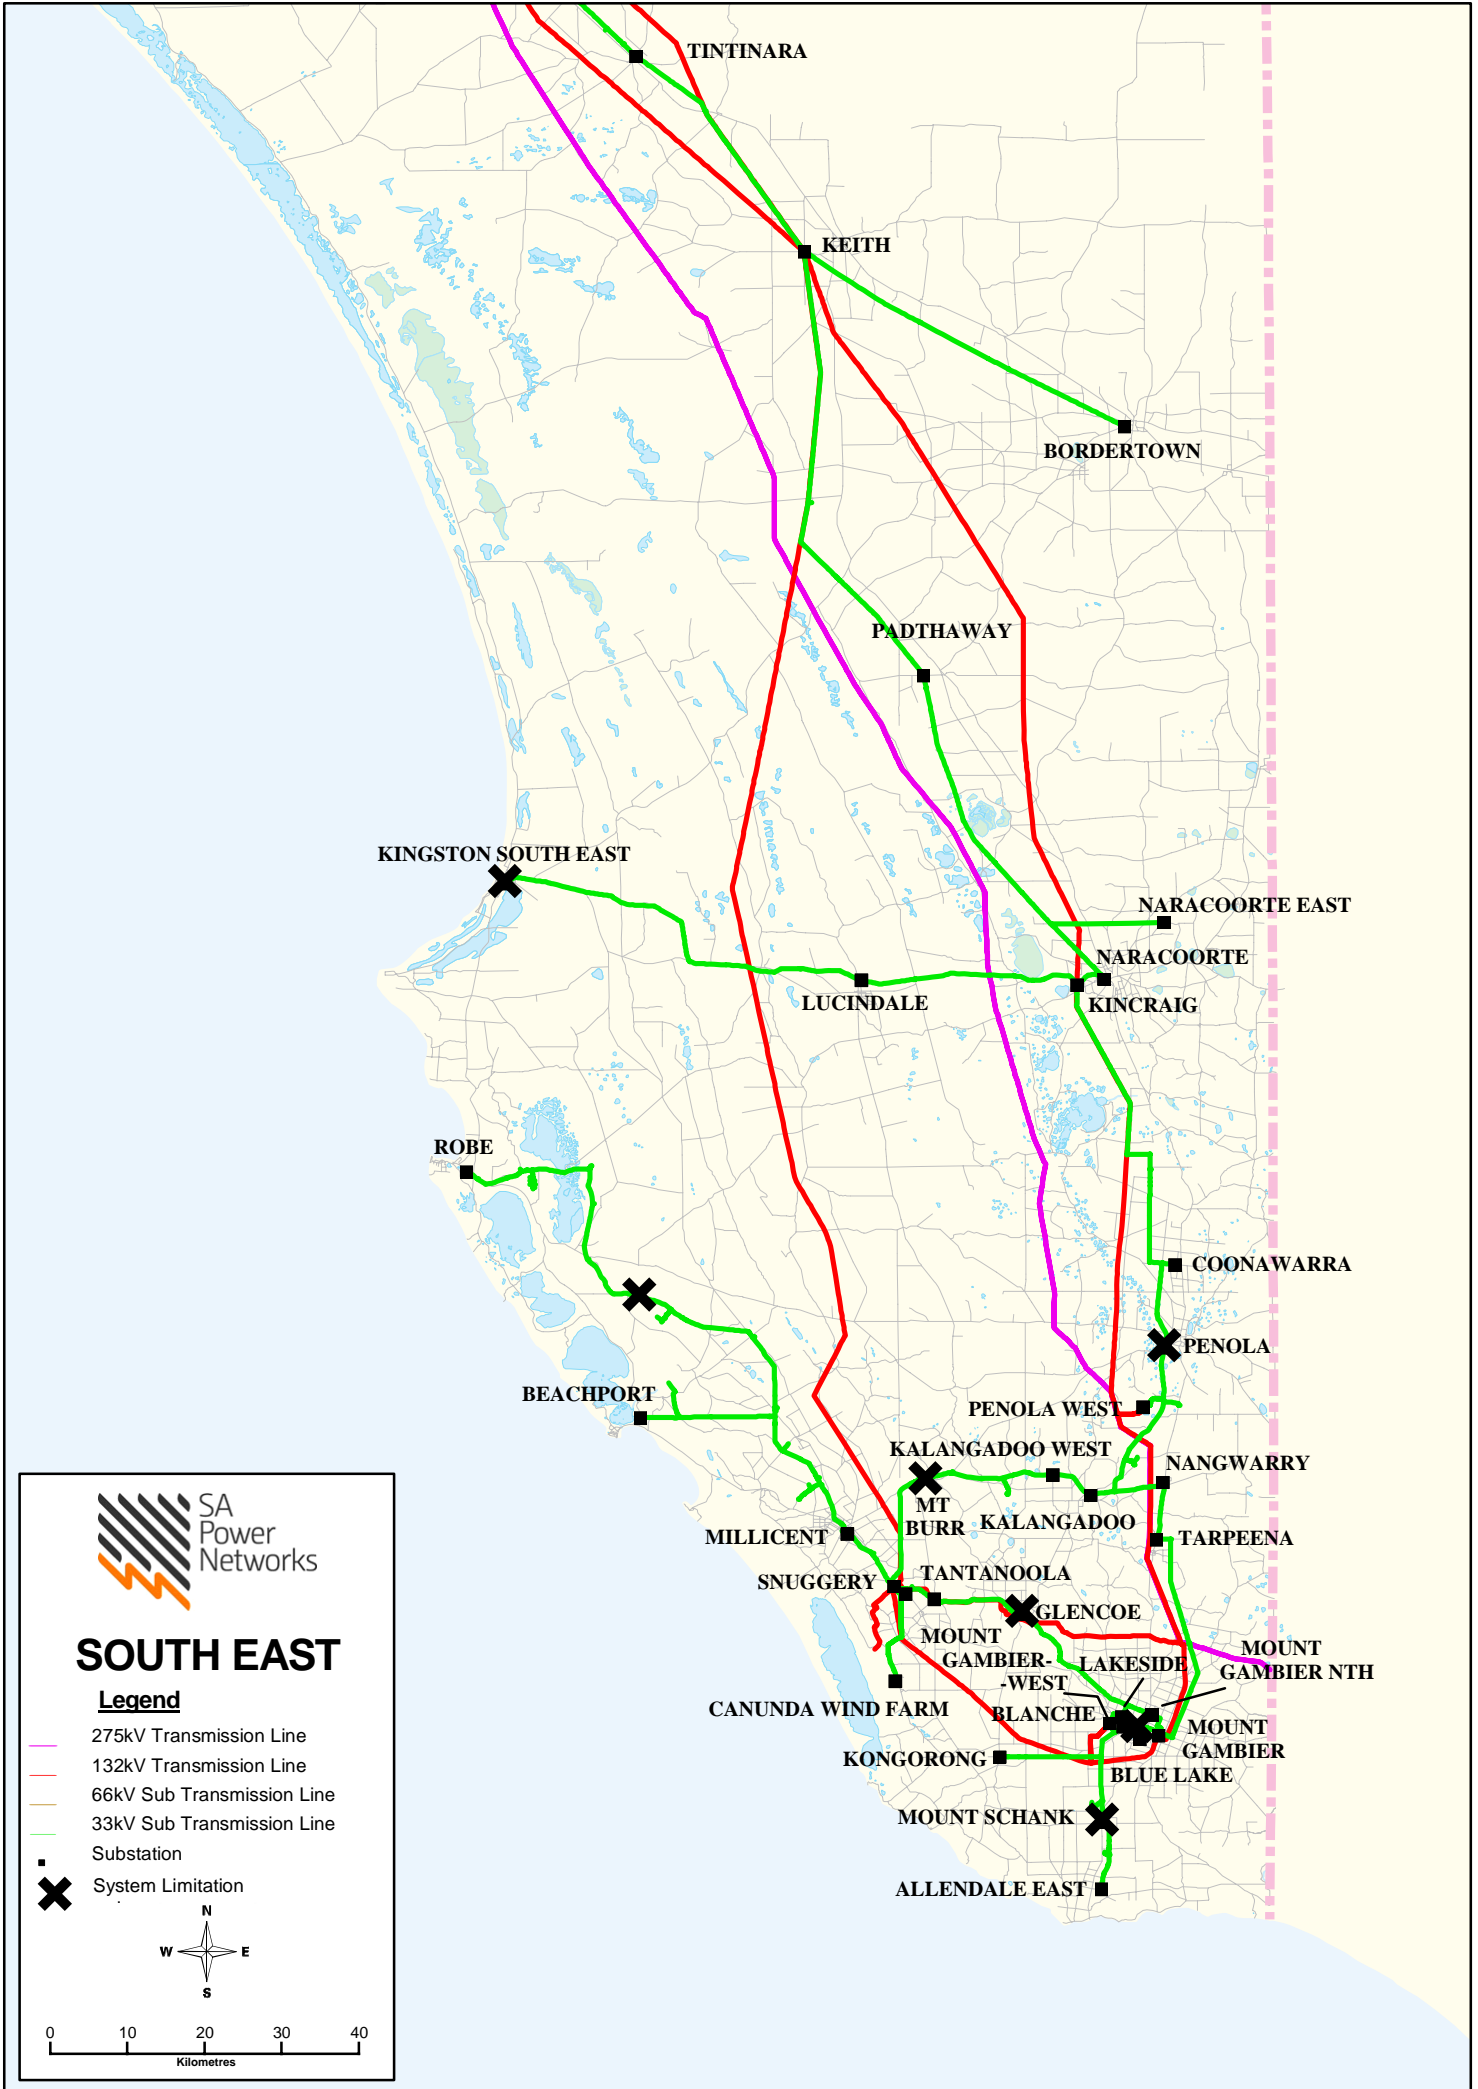 TINTINARA
KEITH
BORDERTOWN
PADTHAWAY
KINGSTON SOUTH EAST
NARACOORTE EAST
NARACOORTE
LUCINDALE
KINCRAIG
ROBE
COONAWARRA
PENOLA
BEACHPORT
PENOLA WEST
KALANGADOO WEST
NANGWARRY
MT
BURR
KALANGADOO
MILLICENT
TARPEENA
SNUGGERY
TANTANOOLA
GLENCOE
MOUNT
GAMBIER-
-WEST
LAKESIDE
MOUNT
GAMBIER NTH
CANUNDA WIND FARM
BLANCHE
MOUNT
GAMBIER
KONGORONG
BLUE LAKE
MOUNT SCHANK
ALLENDALE EAST
SA
Power
Networks
SOUTH EAST
Legend
275kV Transmission Line
132kV Transmission Line
66kV Sub Transmission Line
33kV Sub Transmission Line
Substation
System Limitation
N
W E
S
0 10 20 30 40
Kilometres